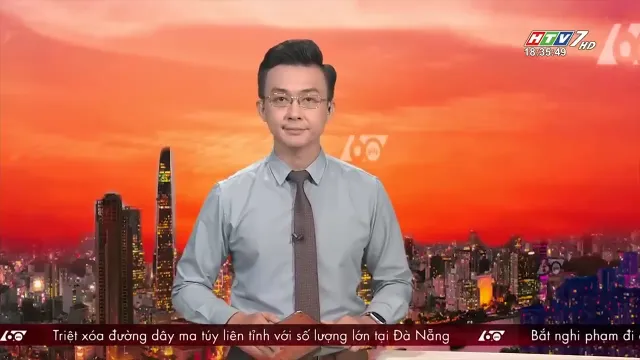 HTV7 HD
18:35:49
Triệt xóa đường dây ma túy liên tỉnh với số lượng lớn tại Đà Nẵng
Bắt nghi phạm đi